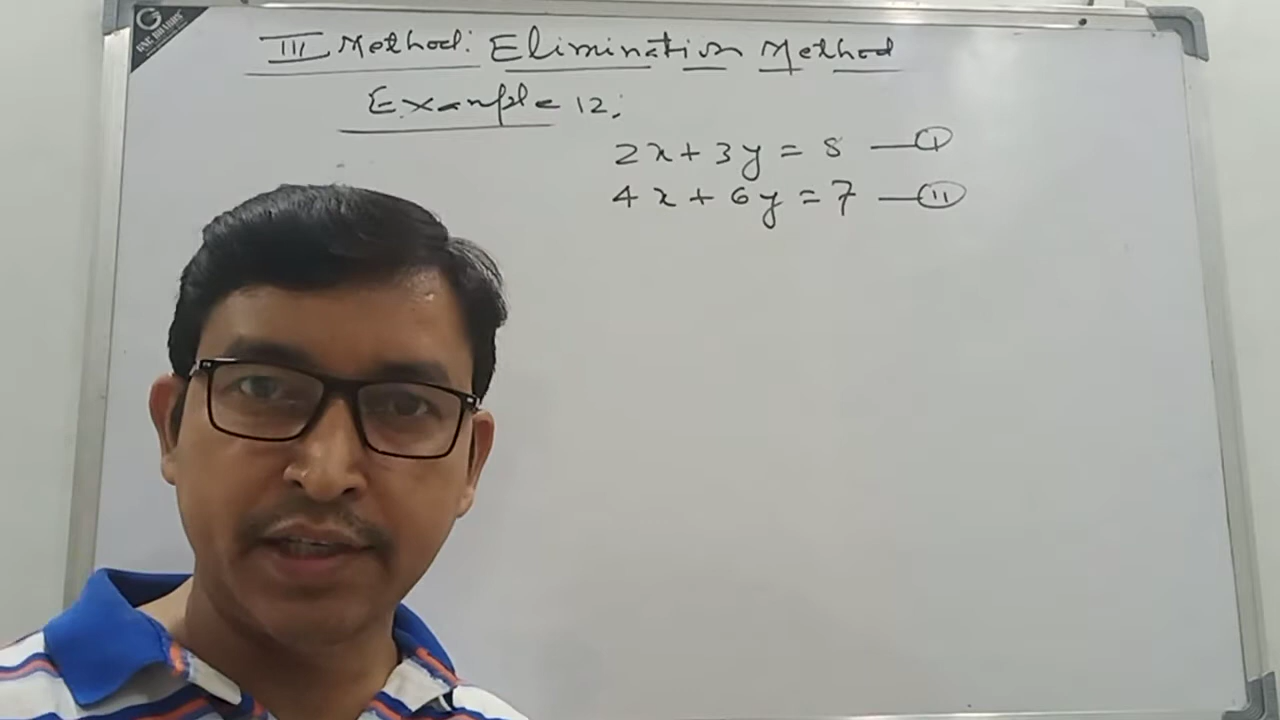 III Method: Elimination Method
Example 12:
2x + 3y = 8 — I
4x + 6y = 7 — II